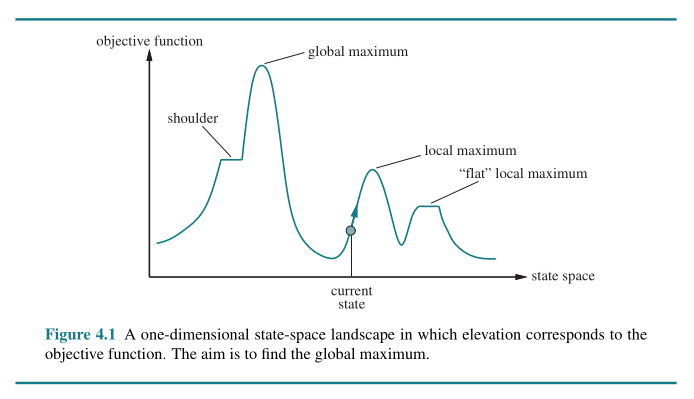 objective function
global maximum
shoulder
local maximum
“flat” local maximum
state space
current
state
Figure 4.1 A one-dimensional state-space landscape in which elevation corresponds to the
objective function. The aim is to find the global maximum.